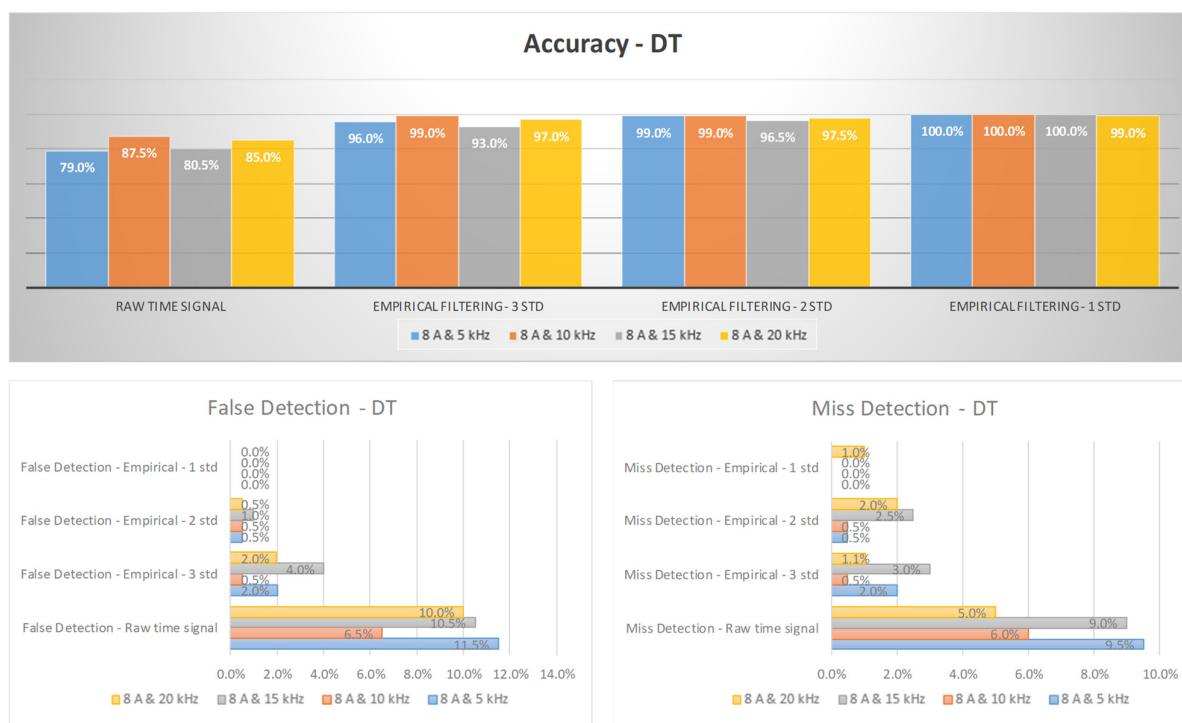 Accuracy - DT
79.0% 87.5% 80.5% 85.0% 96.0% 99.0% 93.0% 97.0% 99.0% 99.0% 96.5% 97.5% 100.0% 100.0% 100.0% 99.0%
RAW TIME SIGNAL EMPIRICAL FILTERING - 3 STD EMPIRICAL FILTERING - 2 STD EMPIRICAL FILTERING - 1 STD
8 A & 5 kHz 8 A & 10 kHz 8 A & 15 kHz 8 A & 20 kHz
False Detection - DT
False Detection - Empirical - 1 std
0.0%
0.0%
0.0%
0.0%
False Detection - Empirical - 2 std
0.5%
1.0%
0.5%
0.5%
False Detection - Empirical - 3 std
2.0%
4.0%
0.5%
2.0%
False Detection - Raw time signal
10.0%
10.5%
6.5%
11.5%
0.0% 2.0% 4.0% 6.0% 8.0% 10.0% 12.0% 14.0%
8 A & 20 kHz 8 A & 15 kHz 8 A & 10 kHz 8 A & 5 kHz
Miss Detection - DT
Miss Detection - Empirical - 1 std
1.0%
0.0%
0.0%
0.0%
Miss Detection - Empirical - 2 std
2.0%
2.5%
0.5%
0.5%
Miss Detection - Empirical - 3 std
1.1%
3.0%
0.5%
2.0%
Miss Detection - Raw time signal
5.0%
9.0%
6.0%
9.5%
0.0% 2.0% 4.0% 6.0% 8.0% 10.0%
8 A & 20 kHz 8 A & 15 kHz 8 A & 10 kHz 8 A & 5 kHz